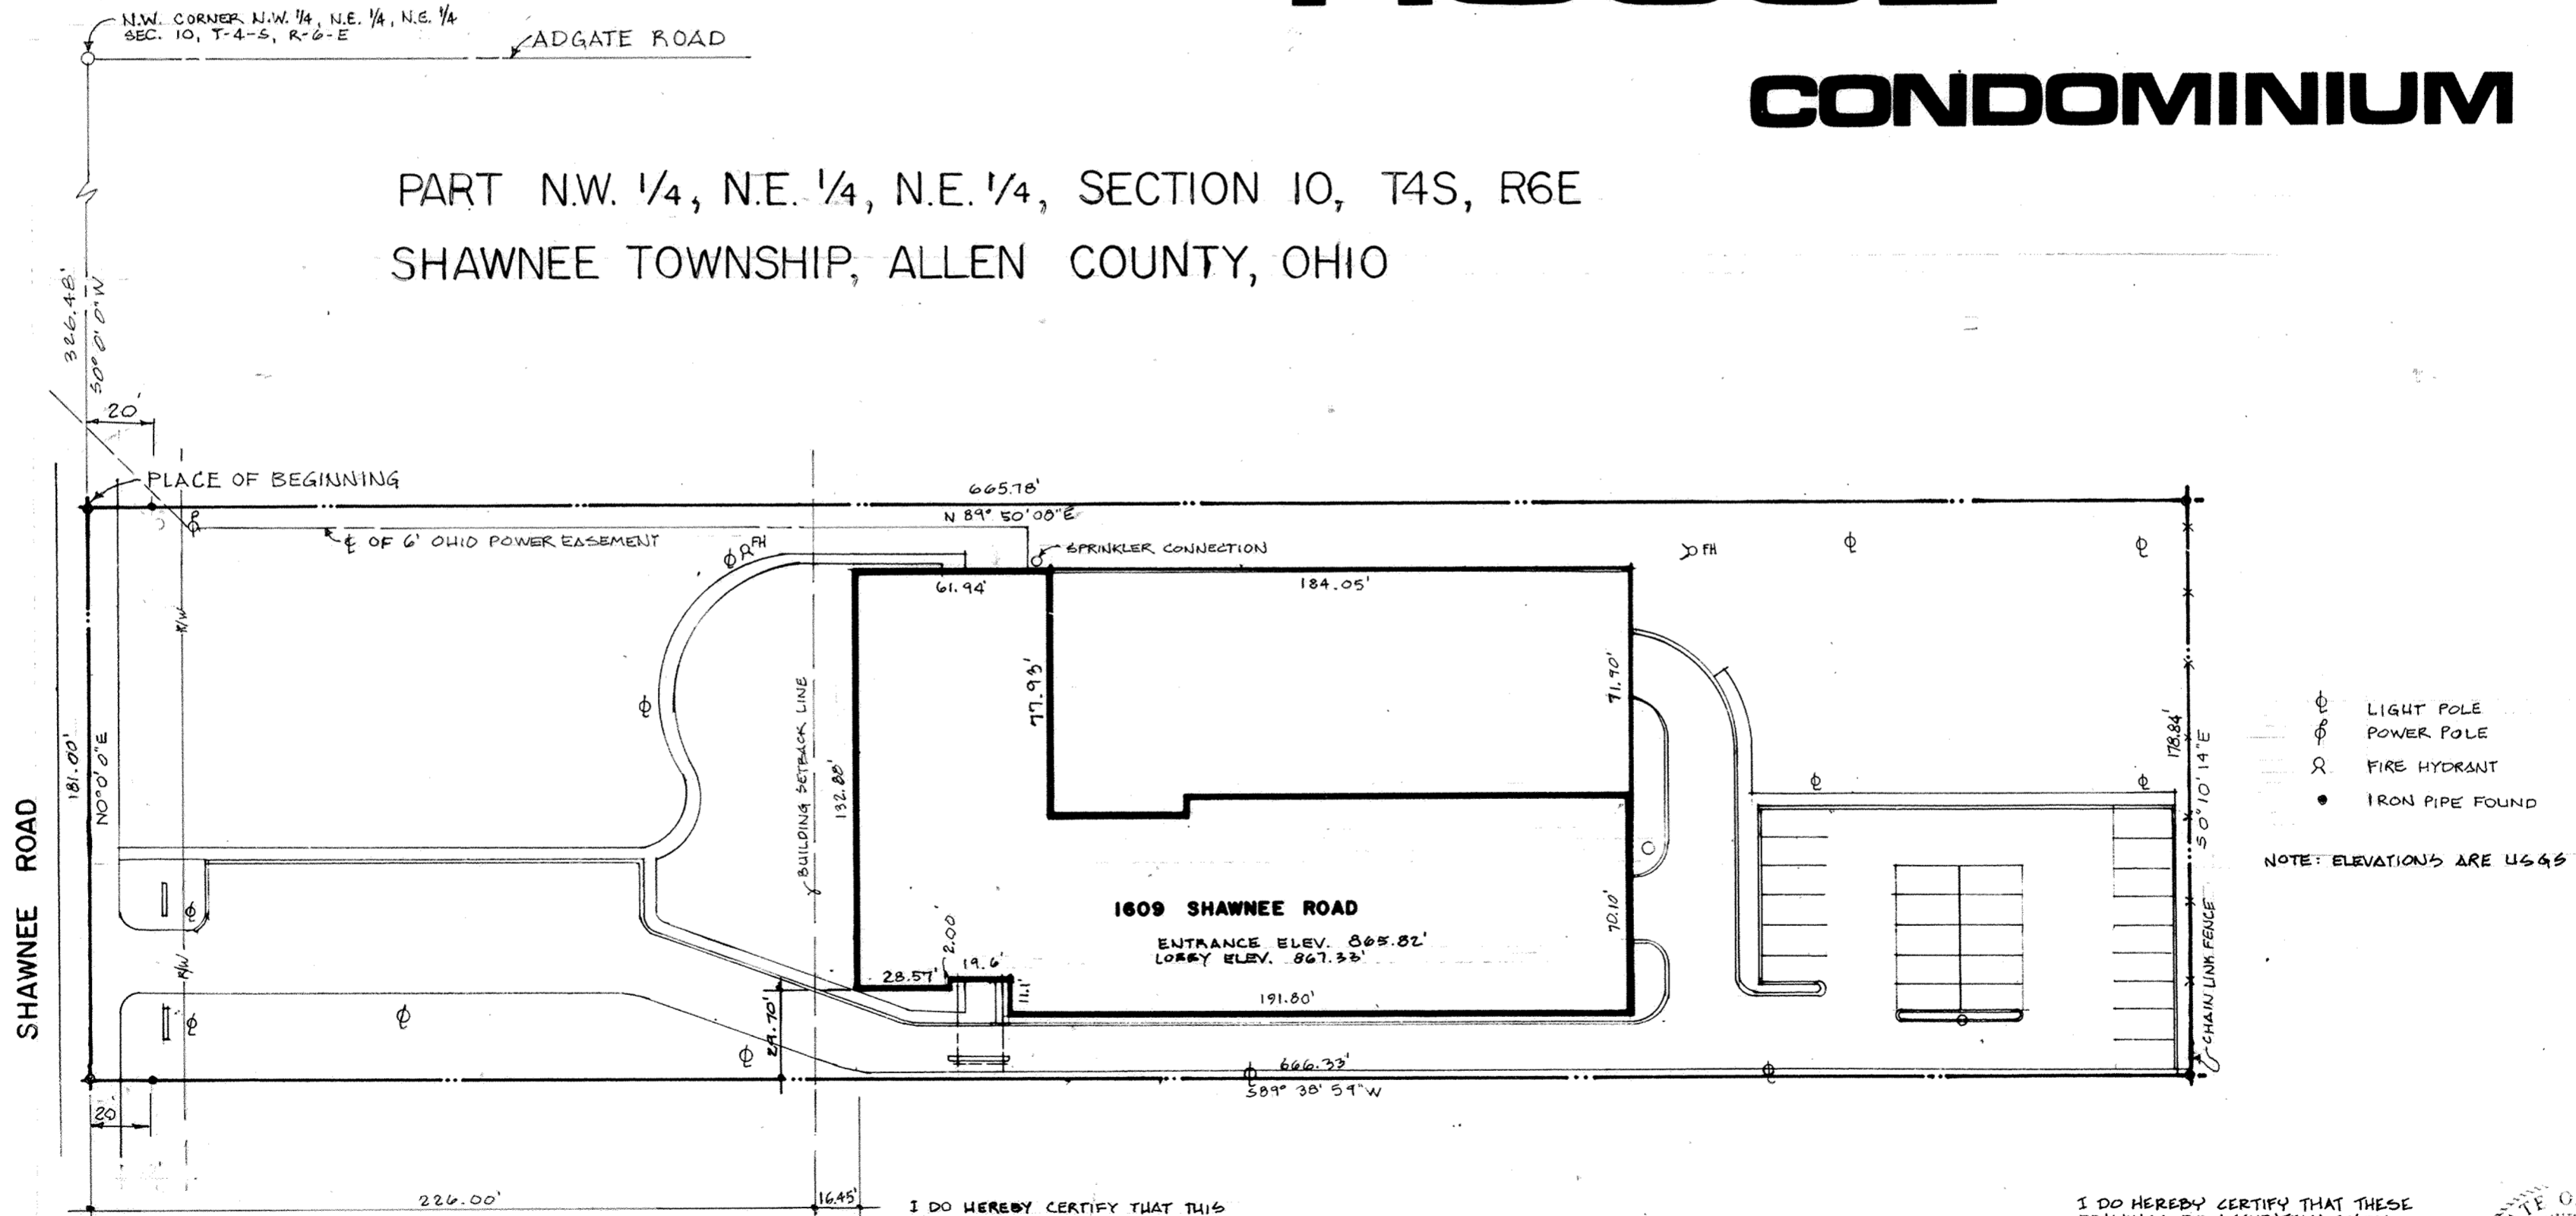 N.W. CORNER N.W. 1/4, N.E. 1/4, N.E. 1/4
SEC. 10, T-4-S, R-6-E
ADGATE ROAD
CONDOMINIUM
PART N.W. 1/4, N.E. 1/4, N.E. 1/4, SECTION 10, T4S, R6E
SHAWNEE TOWNSHIP, ALLEN COUNTY, OHIO
326.48'
S0° 0' 0"W
20'
PLACE OF BEGINNING
665.78'
N 89° 50' 08"E
℄ OF 6' OHIO POWER EASEMENT
FH
SPRINKLER CONNECTION
FH
61.94'
184.05'
R/W
77.93'
71.90'
BUILDING SETBACK LINE
132.88'
181.00'
N0° 0' 0"E
178.84'
S 0° 10' 14"E
LIGHT POLE
POWER POLE
FIRE HYDRANT
IRON PIPE FOUND
NOTE: ELEVATIONS ARE USGS
SHAWNEE ROAD
1609 SHAWNEE ROAD
ENTRANCE ELEV. 865.82'
LOBBY ELEV. 867.33'
70.10'
R/W
28.57'
2.00'
19.6'
11.1'
191.80'
29.70'
CHAIN LINK FENCE
666.33'
S89° 38' 59"W
20'
226.00'
16.45'
I DO HEREBY CERTIFY THAT THIS
I DO HEREBY CERTIFY THAT THESE